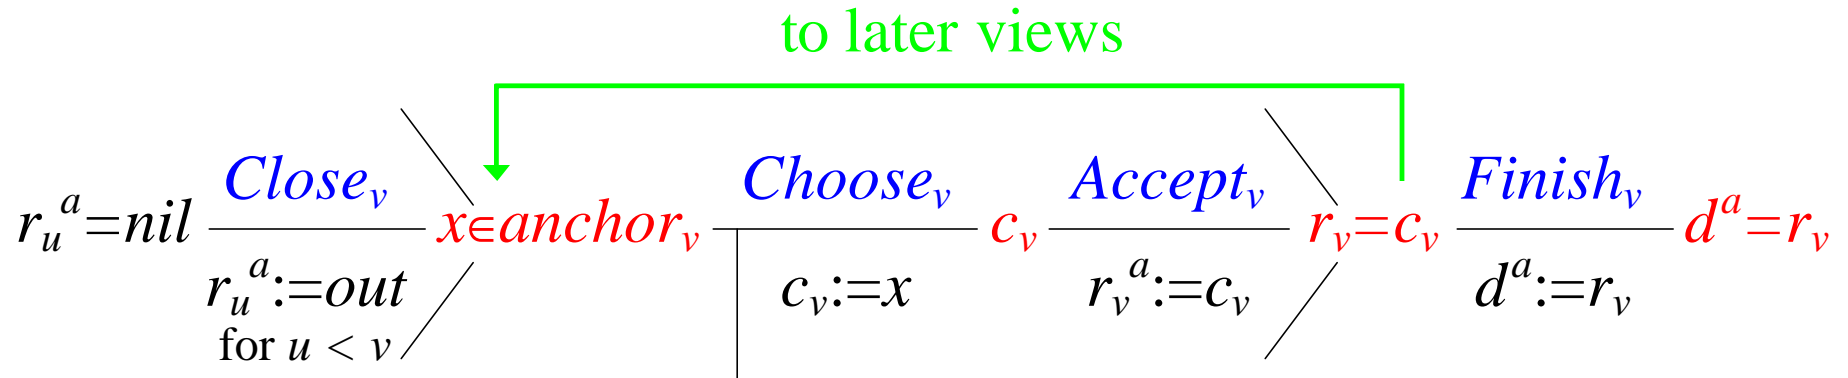 to later views
Close_v Choose_v Accept_v Finish_v
r_u^a=nil x∈anchor_v c_v r_v=c_v d^a=r_v
r_u^a:=out c_v:=x r_v^a:=c_v d^a:=r_v
for u < v